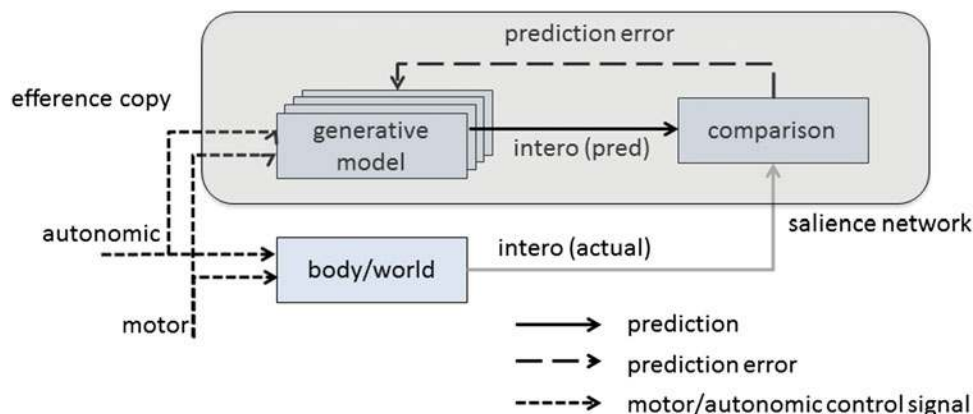 prediction error
efference copy
generative
model
intero (pred)
comparison
salience network
autonomic
intero (actual)
body/world
motor
prediction
prediction error
motor/autonomic control signal